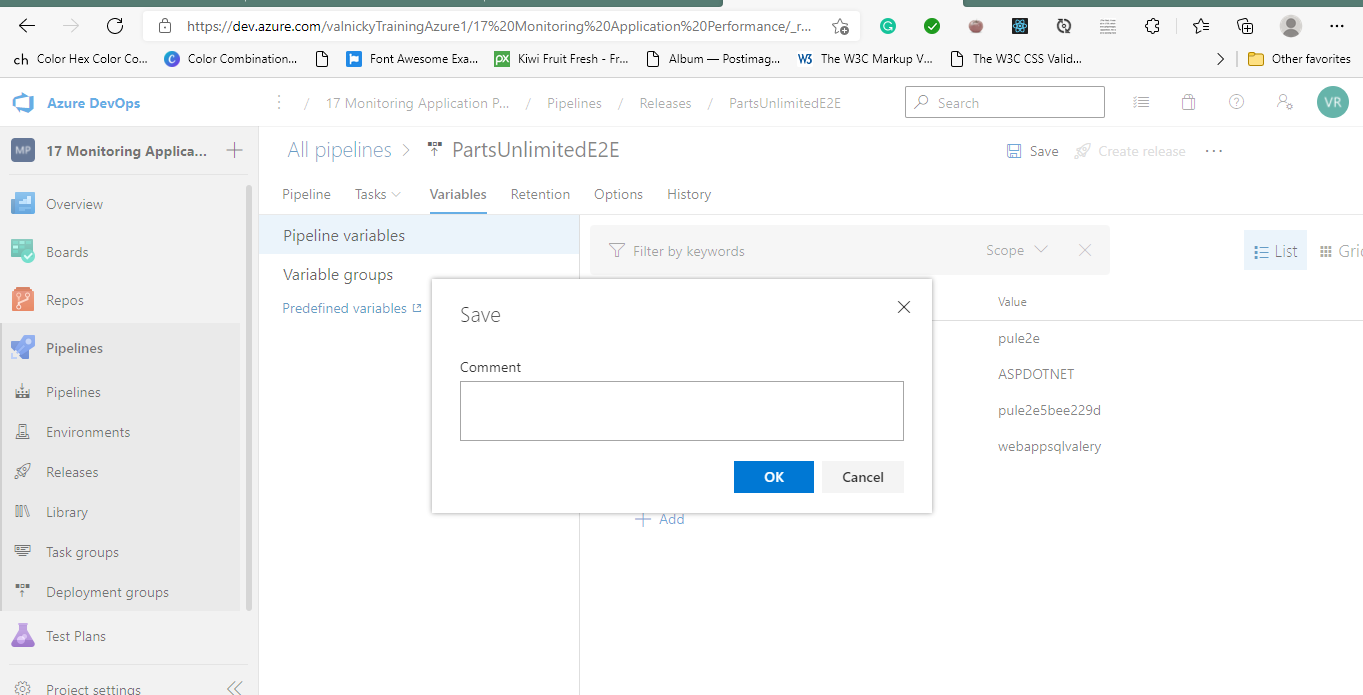 https://dev.azure.com/valnickyTrainingAzure1/17%20Monitoring%20Application%20Performance/_r...
ch Color Hex Color Co... C Color Combination... Font Awesome Exa... px Kiwi Fruit Fresh - Fr... Album — Postimag... W3 The W3C Markup V... The W3C CSS Valid... Other favorites
Azure DevOps
/ 17 Monitoring Application P... / Pipelines / Releases / PartsUnlimitedE2E
Search
VR
MP 17 Monitoring Applica...
All pipelines > PartsUnlimitedE2E
Save Create release ...
Overview
Boards
Repos
Pipelines
Pipelines
Environments
Releases
Library
Task groups
Deployment groups
Test Plans
Project settings
Pipeline Tasks Variables Retention Options History
Pipeline variables
Variable groups
Predefined variables
Filter by keywords Scope
List Gri
Value
pule2e
ASPDOTNET
pule2e5bee229d
webappsqlvalery
Save
Comment
OK Cancel
+ Add